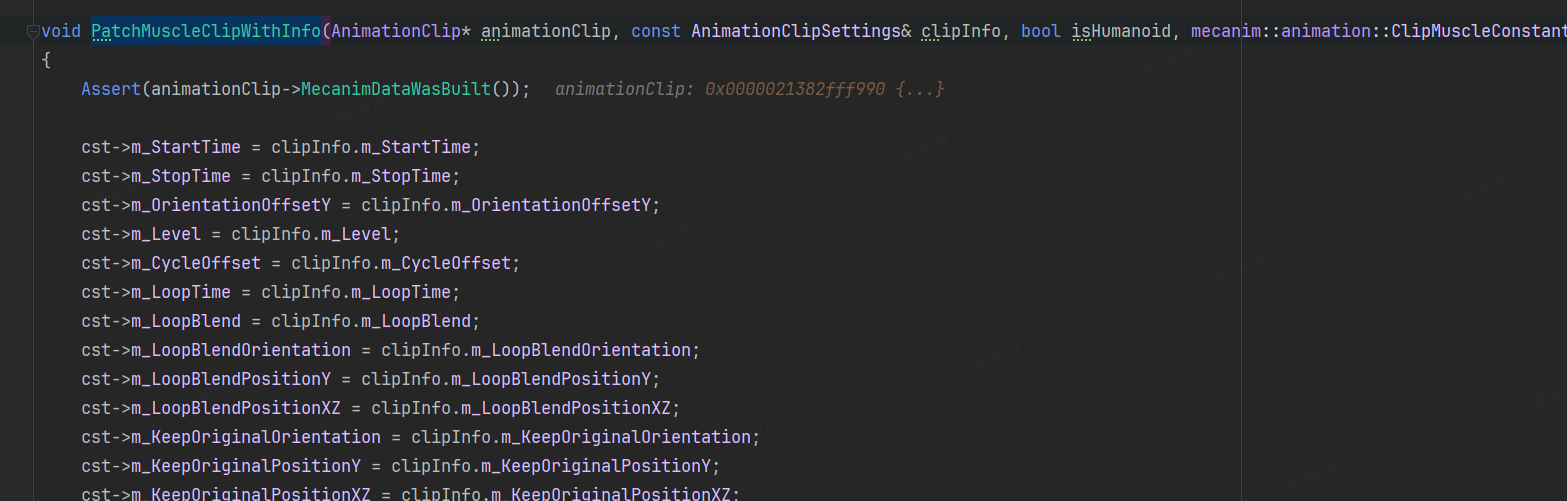 void PatchMuscleClipWithInfo(AnimationClip* animationClip, const AnimationClipSettings& clipInfo, bool isHumanoid, mecanim::animation::ClipMuscleConstant
{
Assert(animationClip->MecanimDataWasBuilt()); animationClip: 0x0000021382fff990 {...}
cst->m_StartTime = clipInfo.m_StartTime;
cst->m_StopTime = clipInfo.m_StopTime;
cst->m_OrientationOffsetY = clipInfo.m_OrientationOffsetY;
cst->m_Level = clipInfo.m_Level;
cst->m_CycleOffset = clipInfo.m_CycleOffset;
cst->m_LoopTime = clipInfo.m_LoopTime;
cst->m_LoopBlend = clipInfo.m_LoopBlend;
cst->m_LoopBlendOrientation = clipInfo.m_LoopBlendOrientation;
cst->m_LoopBlendPositionY = clipInfo.m_LoopBlendPositionY;
cst->m_LoopBlendPositionXZ = clipInfo.m_LoopBlendPositionXZ;
cst->m_KeepOriginalOrientation = clipInfo.m_KeepOriginalOrientation;
cst->m_KeepOriginalPositionY = clipInfo.m_KeepOriginalPositionY;
cst->m_KeepOriginalPositionXZ = clipInfo.m_KeepOriginalPositionXZ;